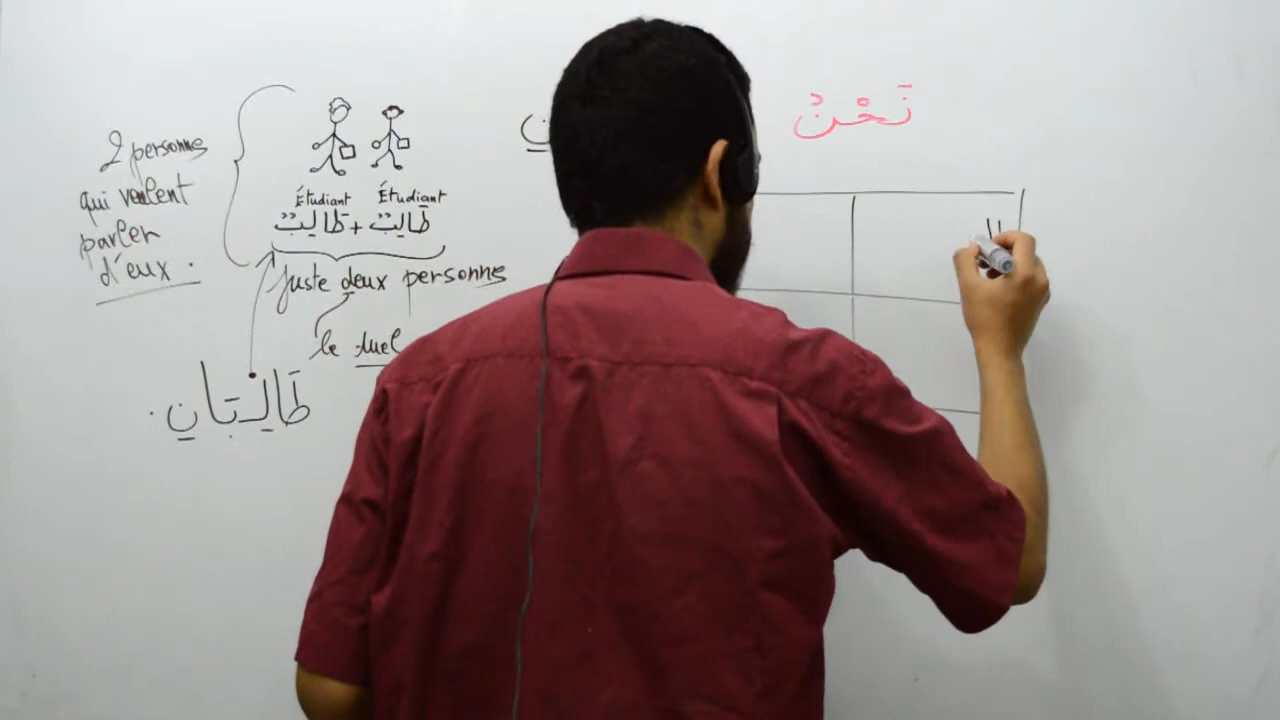 2 personnes
qui veulent
parler
d'eux.
Étudiant Étudiant
طَالِبٌ + طَالِبٌ
juste deux personnes
le duel
طَالِبَانِ
نَحْنُ